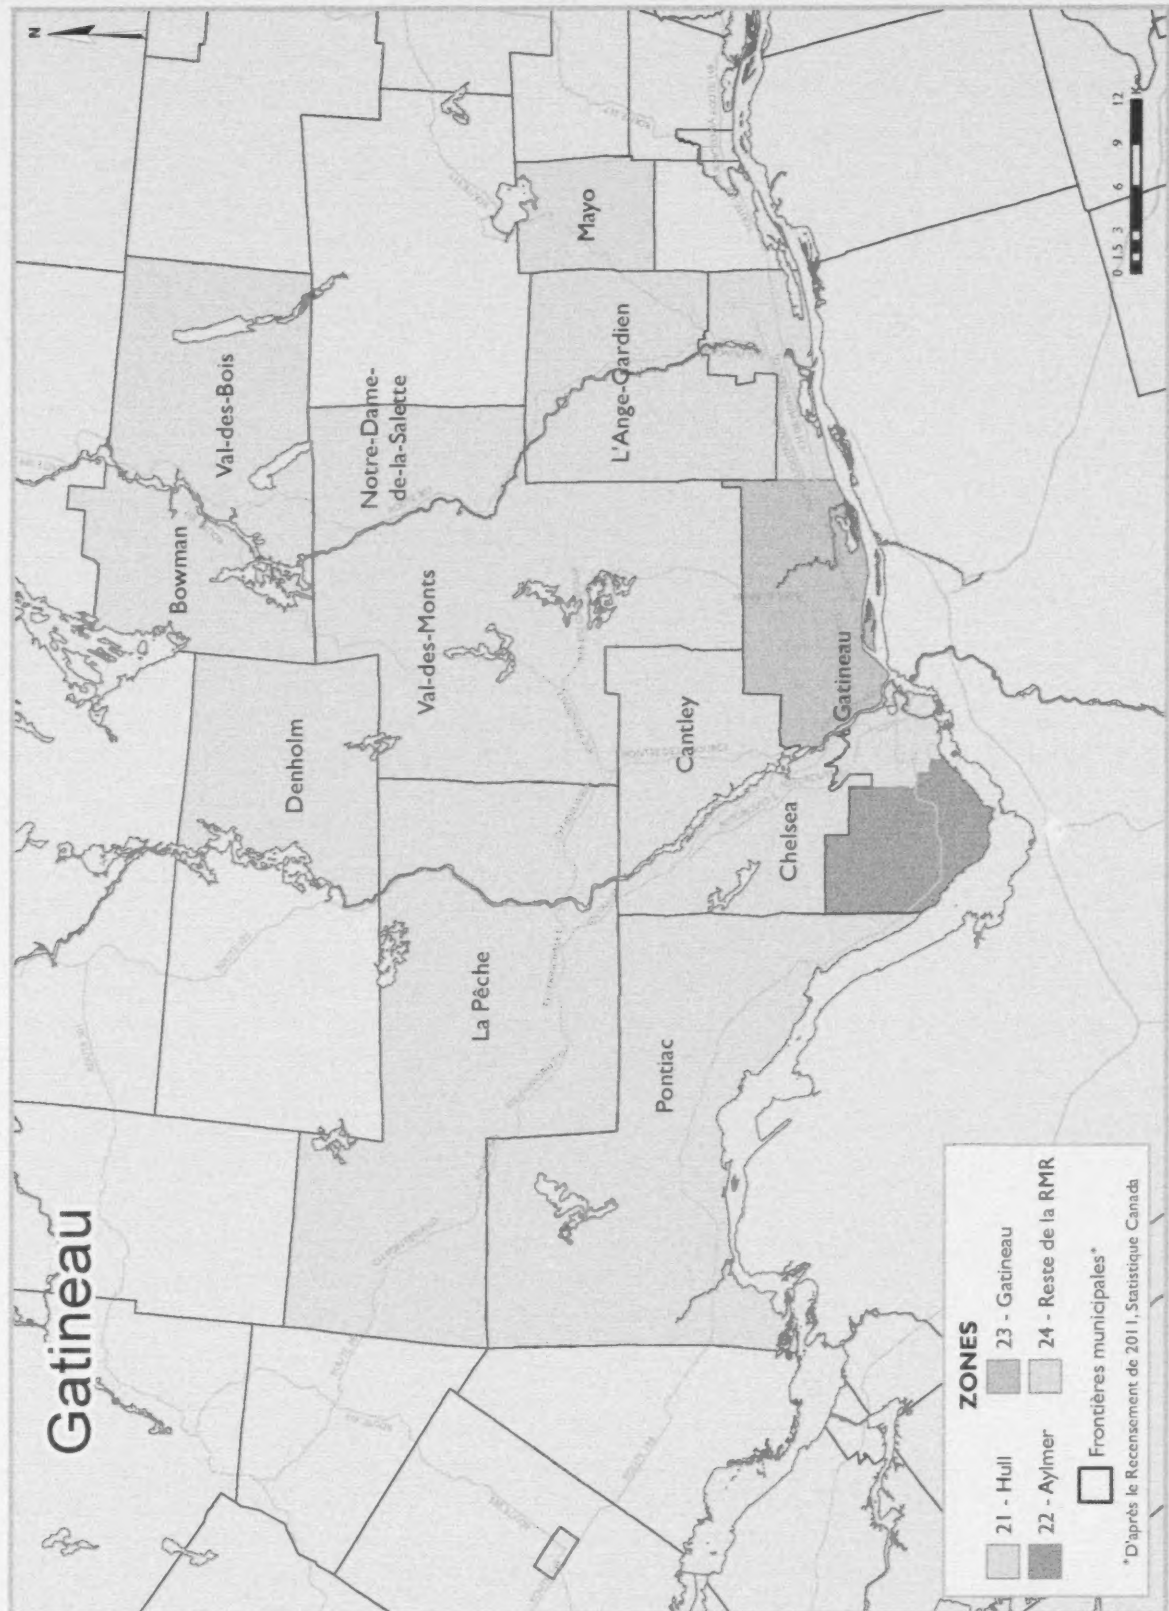 Gatineau
N
Bowman
Val-des-Bois
Denholm
Notre-Dame-
de-la-Salette
Val-des-Monts
La Pêche
Mayo
L'Ange-Gardien
Cantley
Pontiac
Chelsea
Gatineau
ZONES
21 - Hull
23 - Gatineau
22 - Aylmer
24 - Reste de la RMR
Frontières municipales*
*D'après le Recensement de 2011, Statistique Canada
0 1.5 3 6 9 12
Km